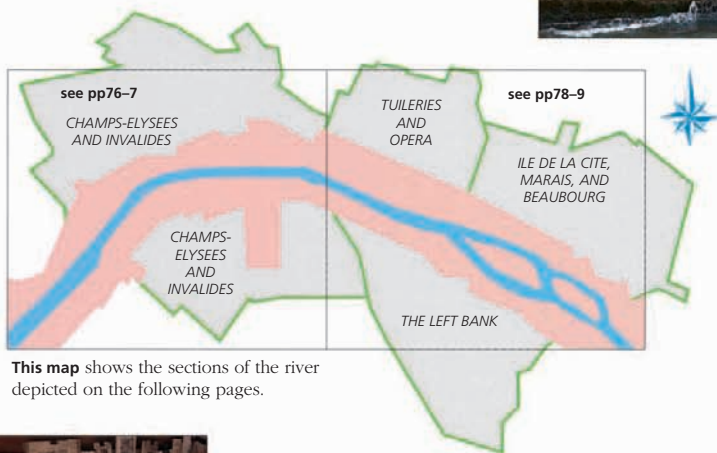 see pp76–7
CHAMPS-ELYSEES
AND INVALIDES
TUILERIES
AND
OPERA
see pp78–9
ILE DE LA CITE,
MARAIS, AND
BEAUBOURG
CHAMPS-
ELYSEES
AND
INVALIDES
THE LEFT BANK
This map shows the sections of the river
depicted on the following pages.